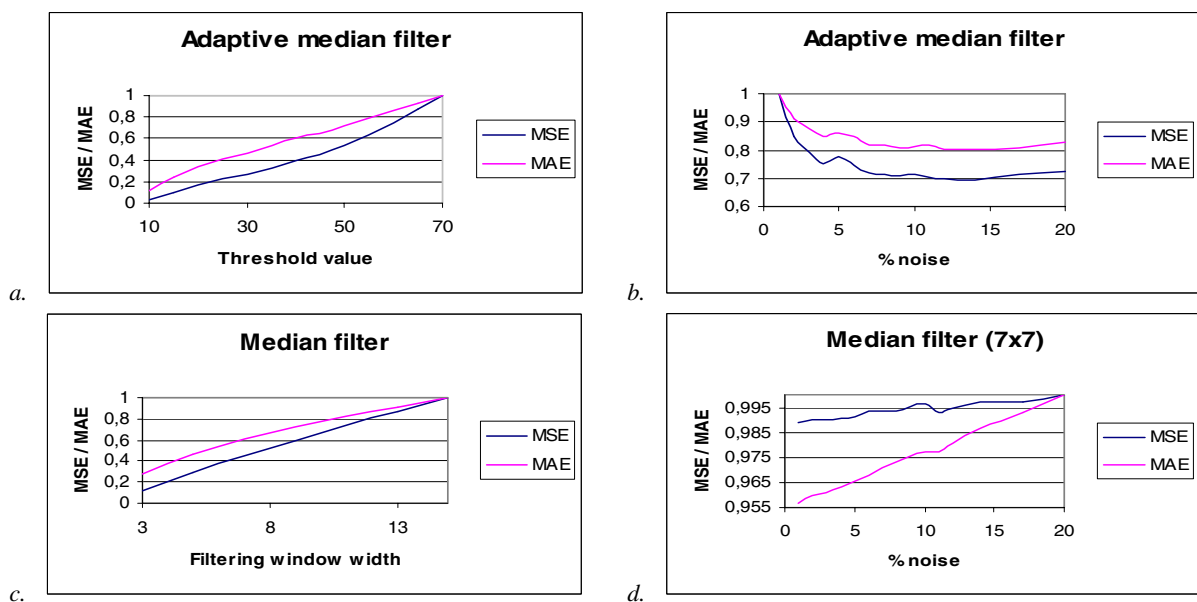 Adaptive median filter
1
0,8
0,6
0,4
0,2
0
MSE / MAE
10 30 50 70
Threshold value
MSE
MAE
a.
Adaptive median filter
1
0,9
0,8
0,7
0,6
MSE / MAE
0 5 10 15 20
% noise
MSE
MAE
b.
Median filter
1
0,8
0,6
0,4
0,2
0
MSE / MAE
3 8 13
Filtering window width
MSE
MAE
c.
Median filter (7x7)
0,995
0,985
0,975
0,965
0,955
MSE / MAE
0 5 10 15 20
% noise
MSE
MAE
d.